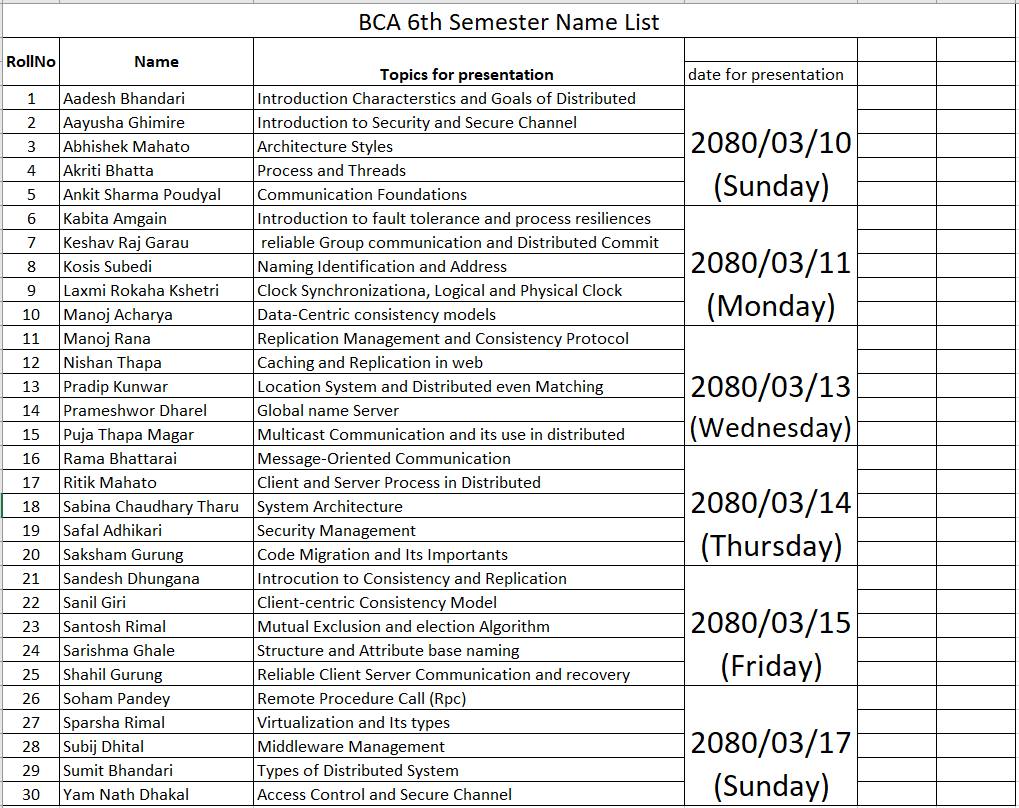 BCA 6th Semester Name List
RollNo Name Topics for presentation date for presentation
1 Aadesh Bhandari Introduction Characterstics and Goals of Distributed
2 Aayusha Ghimire Introduction to Security and Secure Channel
3 Abhishek Mahato Architecture Styles
4 Akriti Bhatta Process and Threads
5 Ankit Sharma Poudyal Communication Foundations
2080/03/10
(Sunday)
6 Kabita Amgain Introduction to fault tolerance and process resiliences
7 Keshav Raj Garau reliable Group communication and Distributed Commit
8 Kosis Subedi Naming Identification and Address
9 Laxmi Rokaha Kshetri Clock Synchronizationa, Logical and Physical Clock
10 Manoj Acharya Data-Centric consistency models
2080/03/11
(Monday)
11 Manoj Rana Replication Management and Consistency Protocol
12 Nishan Thapa Caching and Replication in web
13 Pradip Kunwar Location System and Distributed even Matching
14 Prameshwor Dharel Global name Server
15 Puja Thapa Magar Multicast Communication and its use in distributed
2080/03/13
(Wednesday)
16 Rama Bhattarai Message-Oriented Communication
17 Ritik Mahato Client and Server Process in Distributed
18 Sabina Chaudhary Tharu System Architecture
19 Safal Adhikari Security Management
20 Saksham Gurung Code Migration and Its Importants
2080/03/14
(Thursday)
21 Sandesh Dhungana Introcution to Consistency and Replication
22 Sanil Giri Client-centric Consistency Model
23 Santosh Rimal Mutual Exclusion and election Algorithm
24 Sarishma Ghale Structure and Attribute base naming
25 Shahil Gurung Reliable Client Server Communication and recovery
2080/03/15
(Friday)
26 Soham Pandey Remote Procedure Call (Rpc)
27 Sparsha Rimal Virtualization and Its types
28 Subij Dhital Middleware Management
29 Sumit Bhandari Types of Distributed System
30 Yam Nath Dhakal Access Control and Secure Channel
2080/03/17
(Sunday)